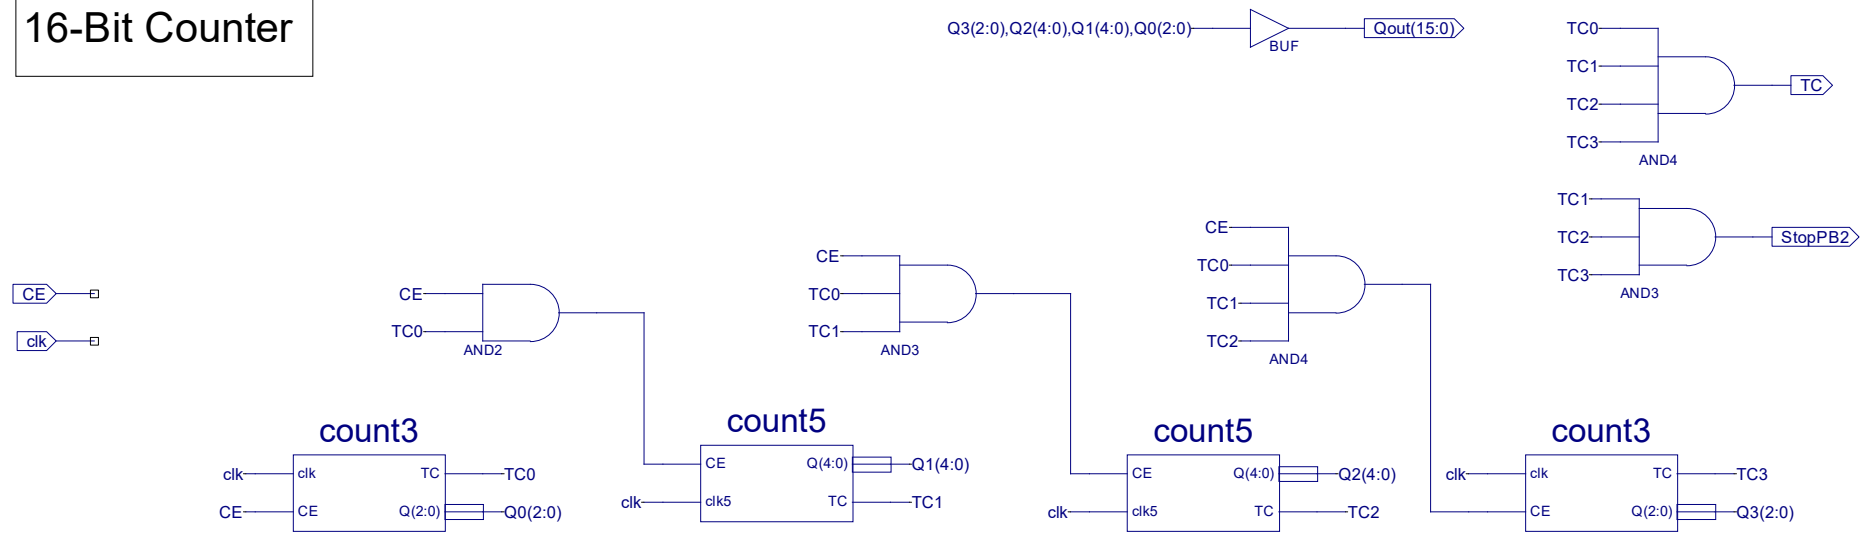 16-Bit Counter
Q3(2:0),Q2(4:0),Q1(4:0),Q0(2:0)
BUF
Qout(15:0)
TC0
TC1
TC2
TC3
AND4
TC
TC1
TC2
TC3
AND3
StopPB2
CE
clk
CE
TC0
AND2
CE
TC0
TC1
AND3
CE
TC0
TC1
TC2
AND4
count3
clk
CE
clk
CE
TC
Q(2:0)
TC0
Q0(2:0)
count5
clk
CE
clk5
Q(4:0)
TC
Q1(4:0)
TC1
count5
clk
CE
clk5
Q(4:0)
TC
Q2(4:0)
TC2
count3
clk
clk
CE
TC
Q(2:0)
TC3
Q3(2:0)